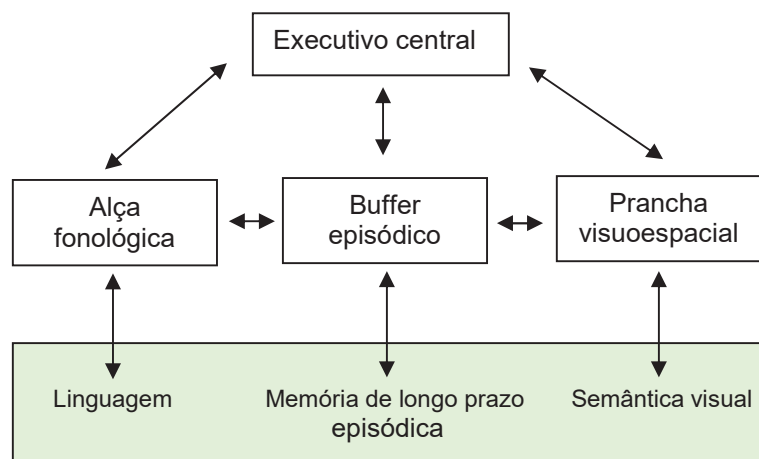 Executivo central
Alça
fonológica
Buffer
episódico
Prancha
visuoespacial
Linguagem
Memória de longo prazo
episódica
Semântica visual